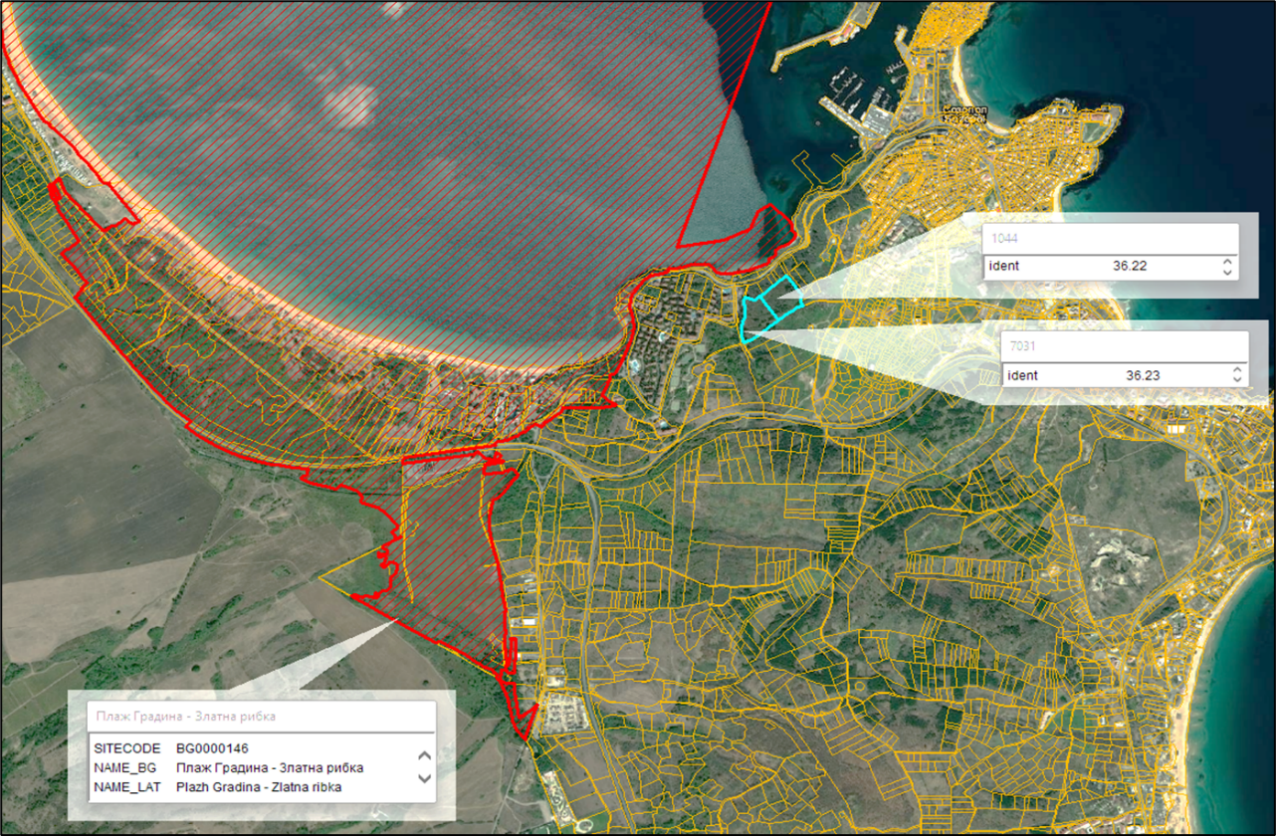 1044
ident 36.22
7031
ident 36.23
Плаж Градина - Златна рибка
SITECODE BG0000146
NAME_BG Плаж Градина - Златна рибка
NAME_LAT Plazh Gradina - Zlatna ribka